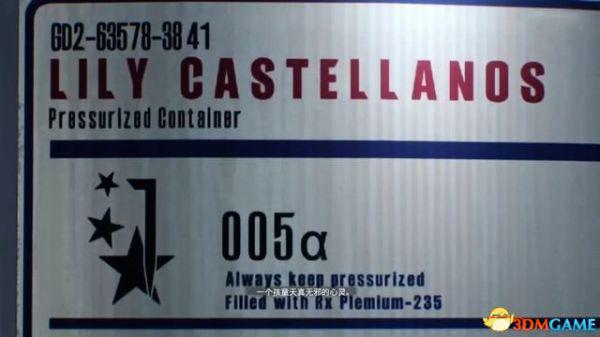 GD2-63578-38 41
LILY CASTELLANOS
Pressurized Container
005α
Always keep pressurized
一个孩童天真无邪的心灵。
Filled with Rx Plemium-235
3DMGAME